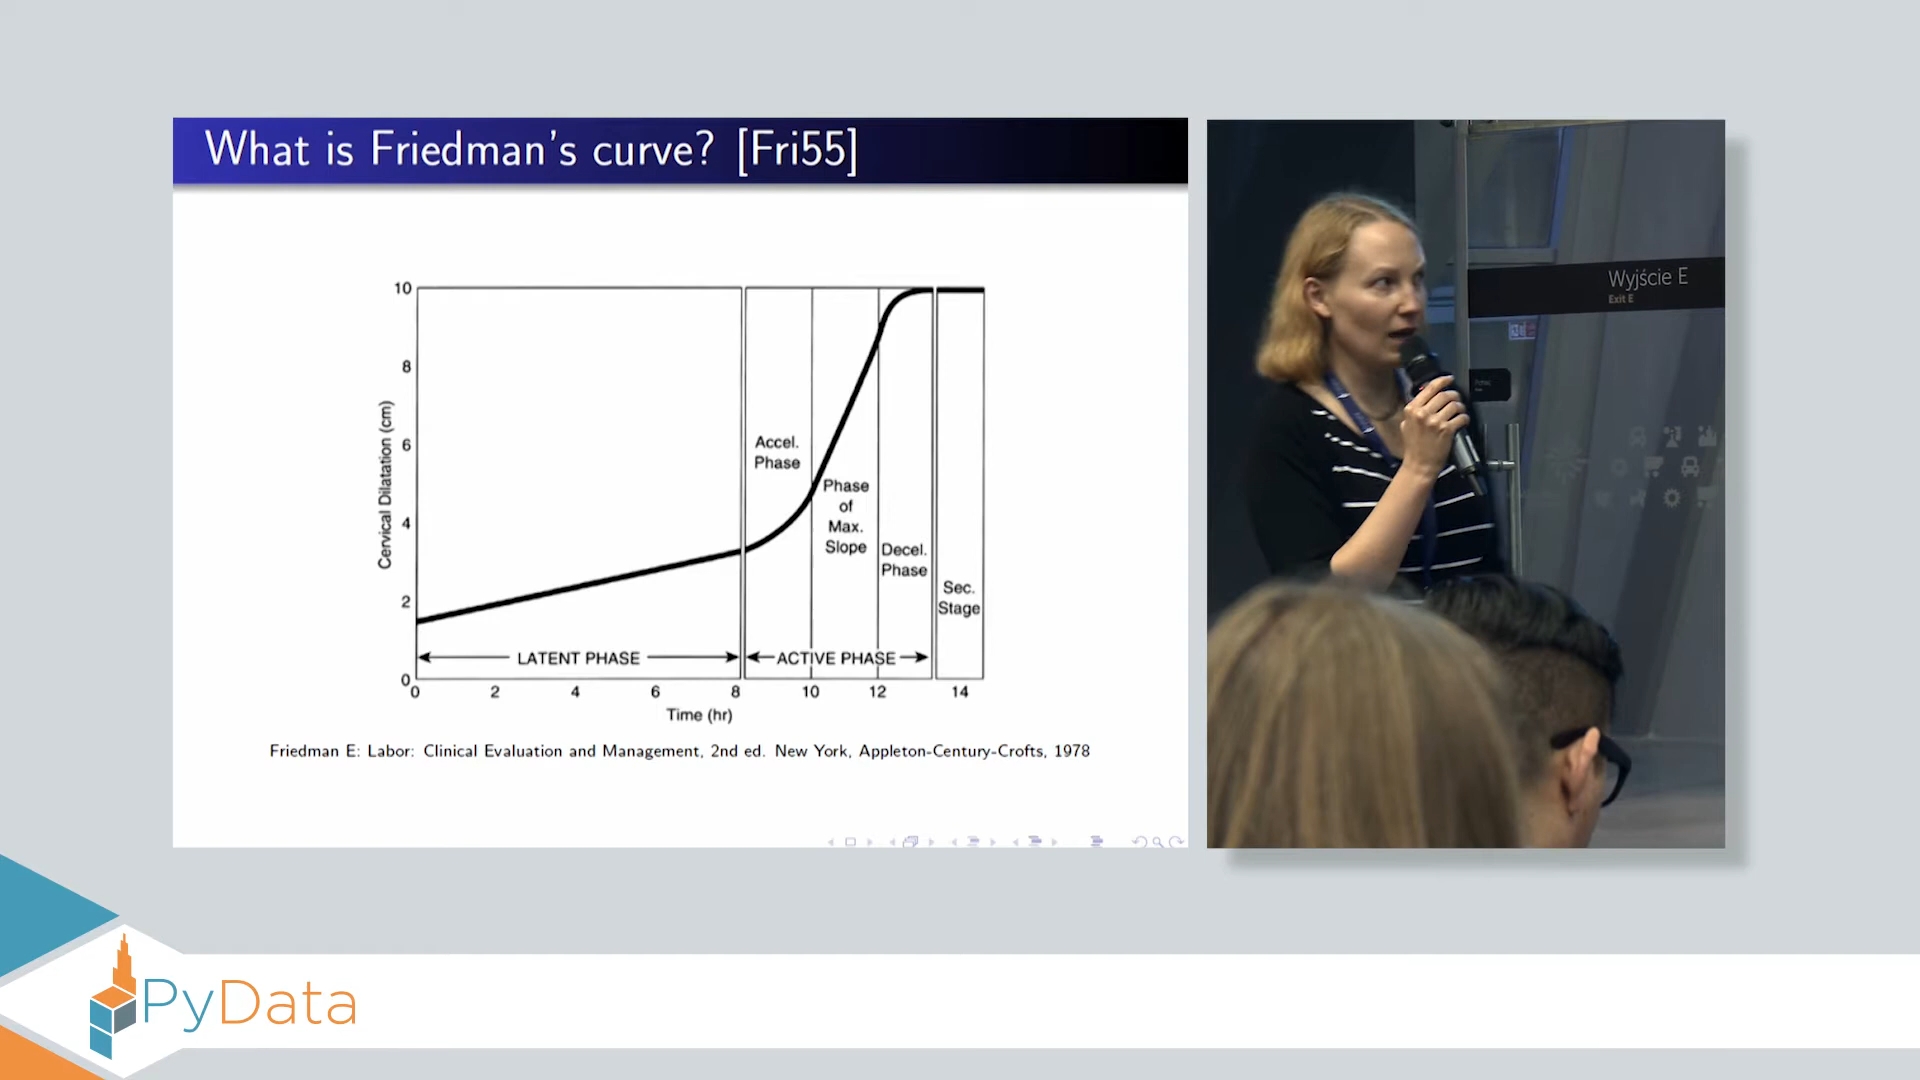 What is Friedman's curve? [Fri55]
10
8
6
4
2
0
Cervical Dilatation (cm)
Accel.
Phase
Phase
of
Max.
Slope
Decel.
Phase
Sec.
Stage
LATENT PHASE
ACTIVE PHASE
0 2 4 6 8 10 12 14
Time (hr)
Friedman E: Labor: Clinical Evaluation and Management, 2nd ed. New York, Appleton-Century-Crofts, 1978
Wyjście E
Exit E
PyData